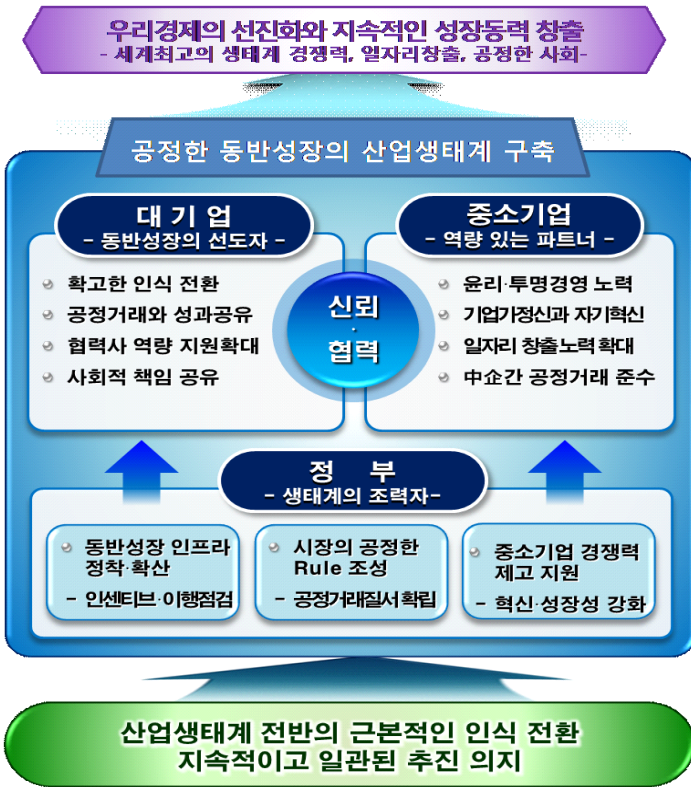 우리경제의 선진화와 지속적인 성장동력 창출
- 세계최고의 생태계 경쟁력, 일자리창출, 공정한 사회-
공정한 동반성장의 산업생태계 구축
대 기 업
- 동반성장의 선도자 -
확고한 인식 전환
공정거래와 성과공유
협력사 역량 지원확대
사회적 책임 공유
신뢰
·
협력
중소기업
- 역량 있는 파트너 -
윤리·투명경영 노력
기업가정신과 자기혁신
일자리 창출노력 확대
中企간 공정거래 준수
정 부
- 생태계의 조력자-
동반성장 인프라
정착·확산
- 인센티브·이행점검
시장의 공정한
Rule 조성
- 공정거래질서 확립
중소기업 경쟁력
제고 지원
- 혁신·성장성 강화
산업생태계 전반의 근본적인 인식 전환
지속적이고 일관된 추진 의지